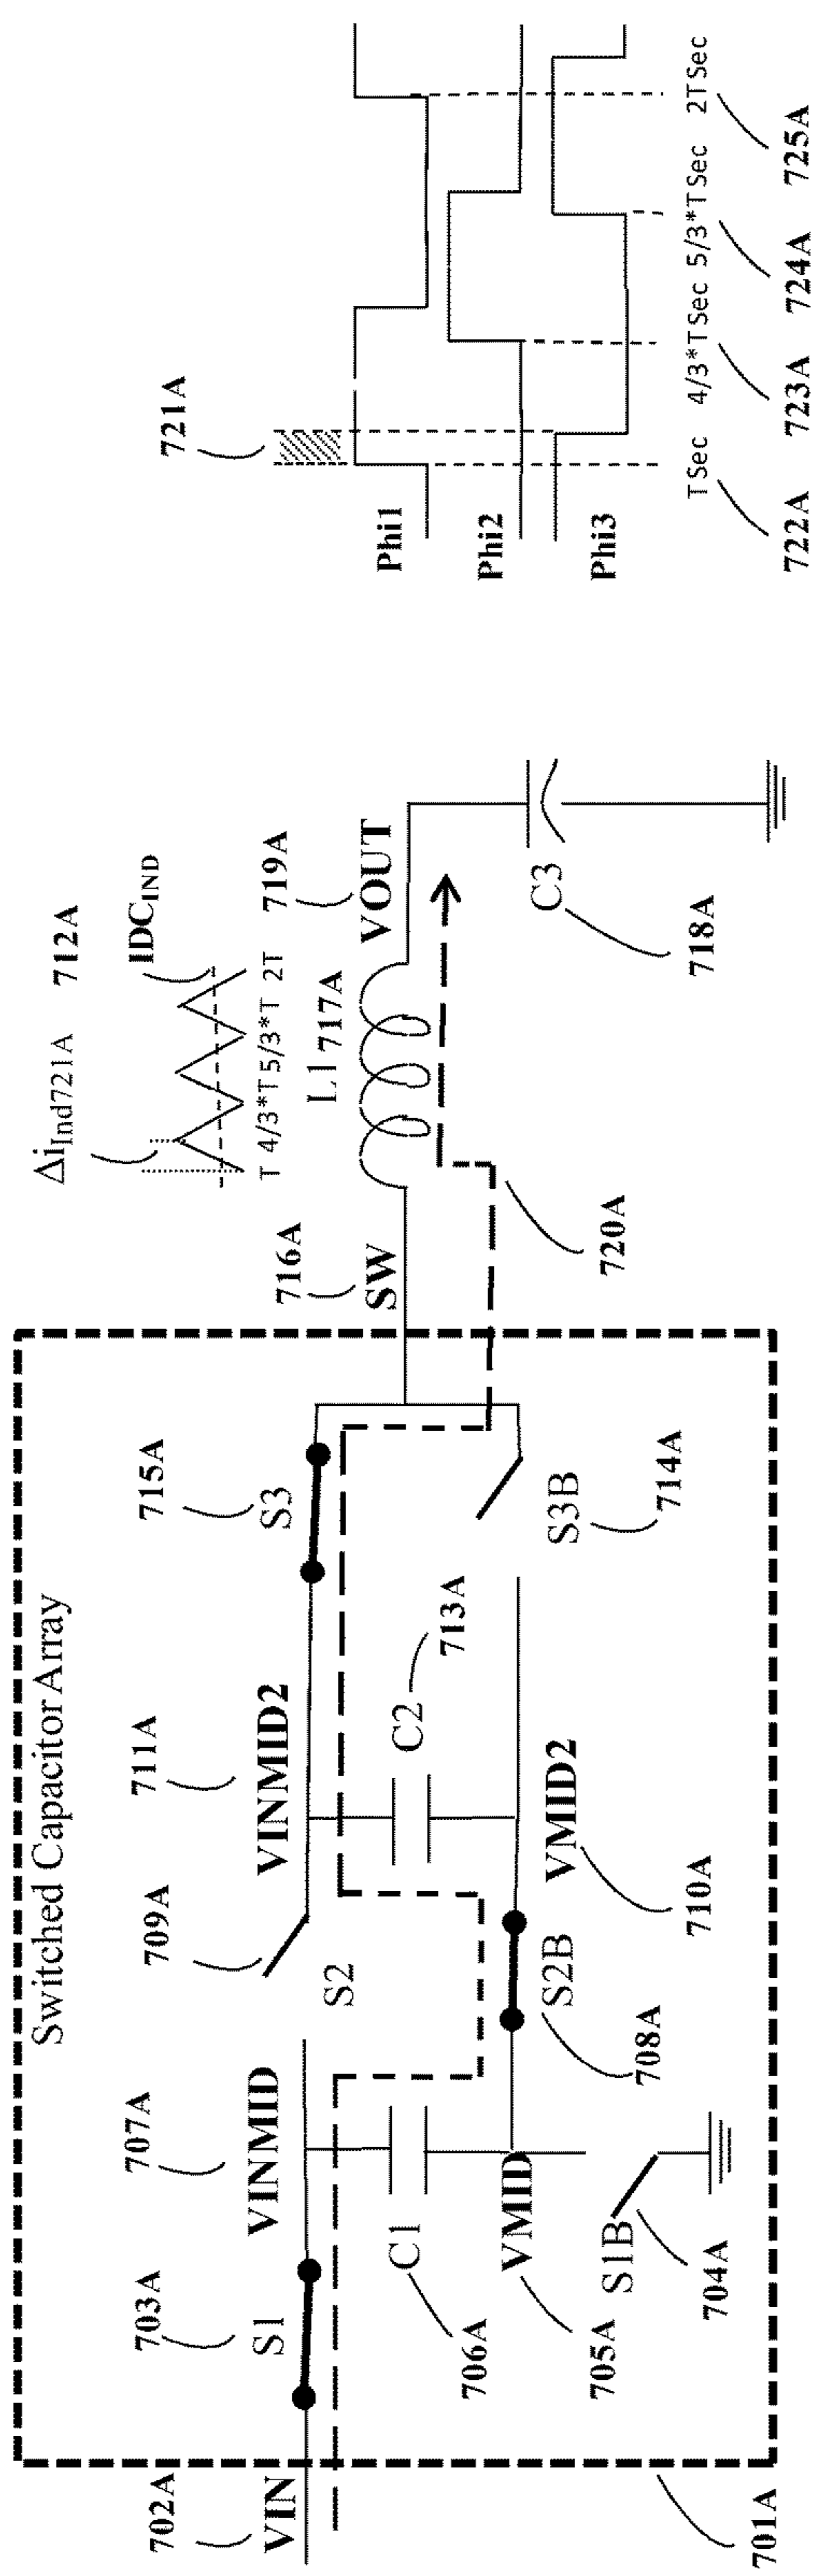 Switched Capacitor Array
702A
VIN
703A
S1
707A
VINMID
C1
706A
VMID
705A
S1B
704A
701A
709A
S2
S2B
708A
711A
VINMID2
C2
713A
VMID2
710A
715A
S3
S3B
714A
716A
SW
720A
ΔiInd721A
712A
IDCIND
T 4/3*T 5/3*T 2T
L1
717A
719A
VOUT
C3
718A
721A
Phi1
Phi2
Phi3
TSec 4/3*TSec 5/3*TSec 2TSec
722A
723A
724A
725A